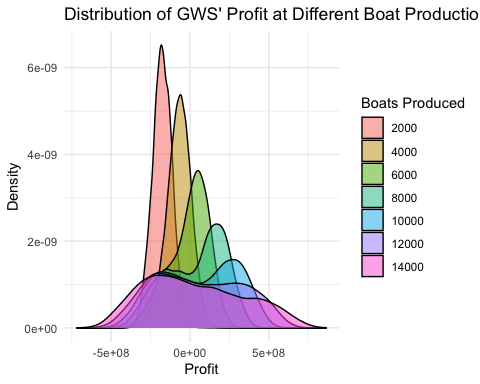 Distribution of GWS' Profit at Different Boat Productio
6e-09
4e-09
2e-09
0e+00
Density
-5e+08 0e+00 5e+08
Profit
Boats Produced
2000
4000
6000
8000
10000
12000
14000